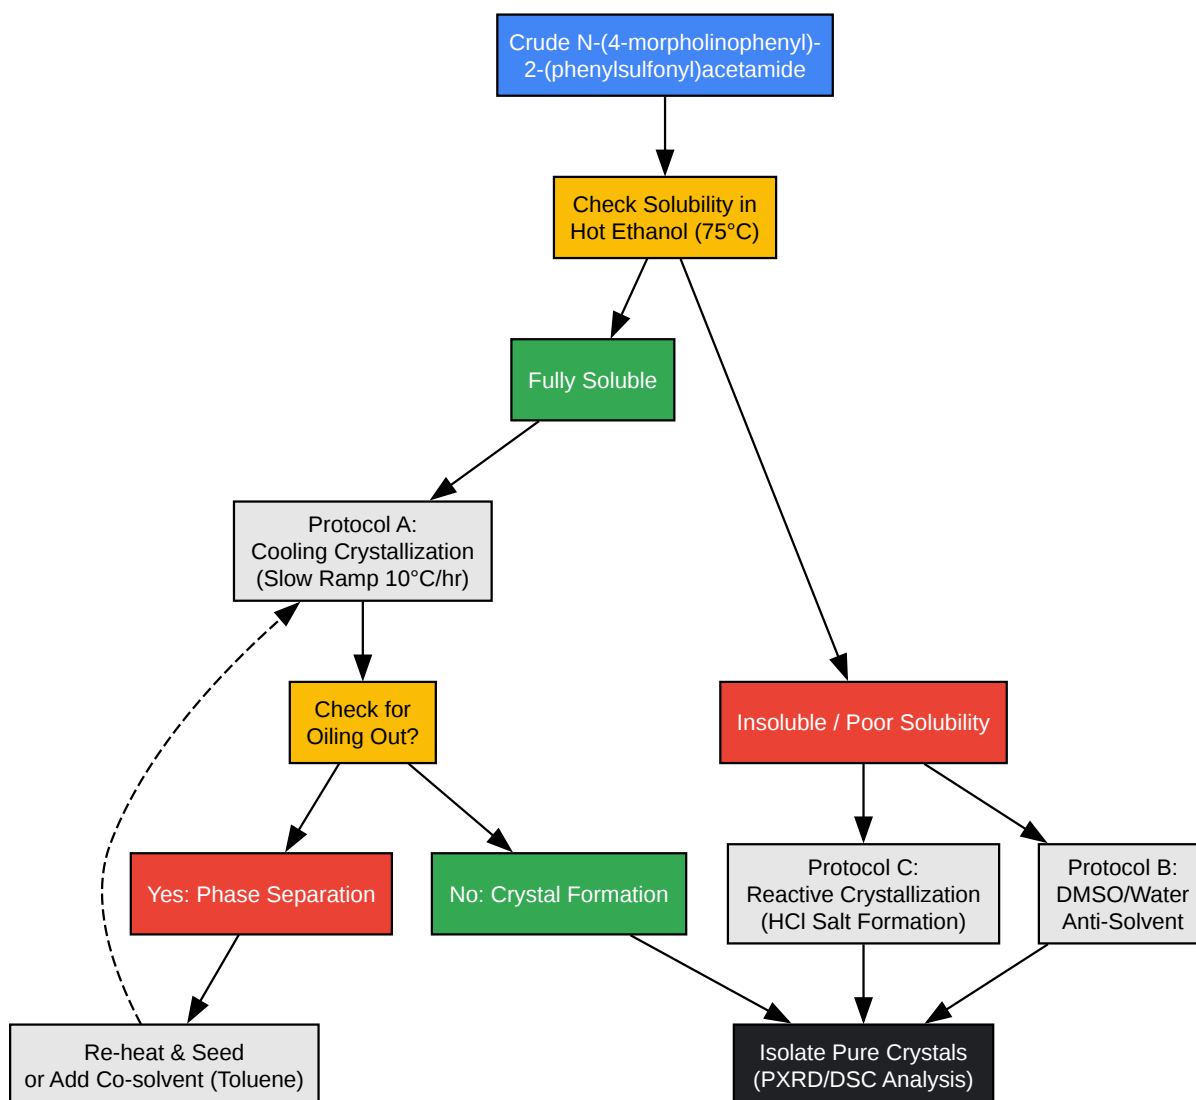 Crude N-(4-morpholinophenyl)-
2-(phenylsulfonyl)acetamide
Check Solubility in
Hot Ethanol (75°C)
Fully Soluble
Protocol A:
Cooling Crystallization
(Slow Ramp 10°C/hr)
Check for
Oiling Out?
Insoluble / Poor Solubility
Yes: Phase Separation
No: Crystal Formation
Protocol C:
Reactive Crystallization
(HCl Salt Formation)
Protocol B:
DMSO/Water
Anti-Solvent
Re-heat & Seed
or Add Co-solvent (Toluene)
Isolate Pure Crystals
(PXRD/DSC Analysis)